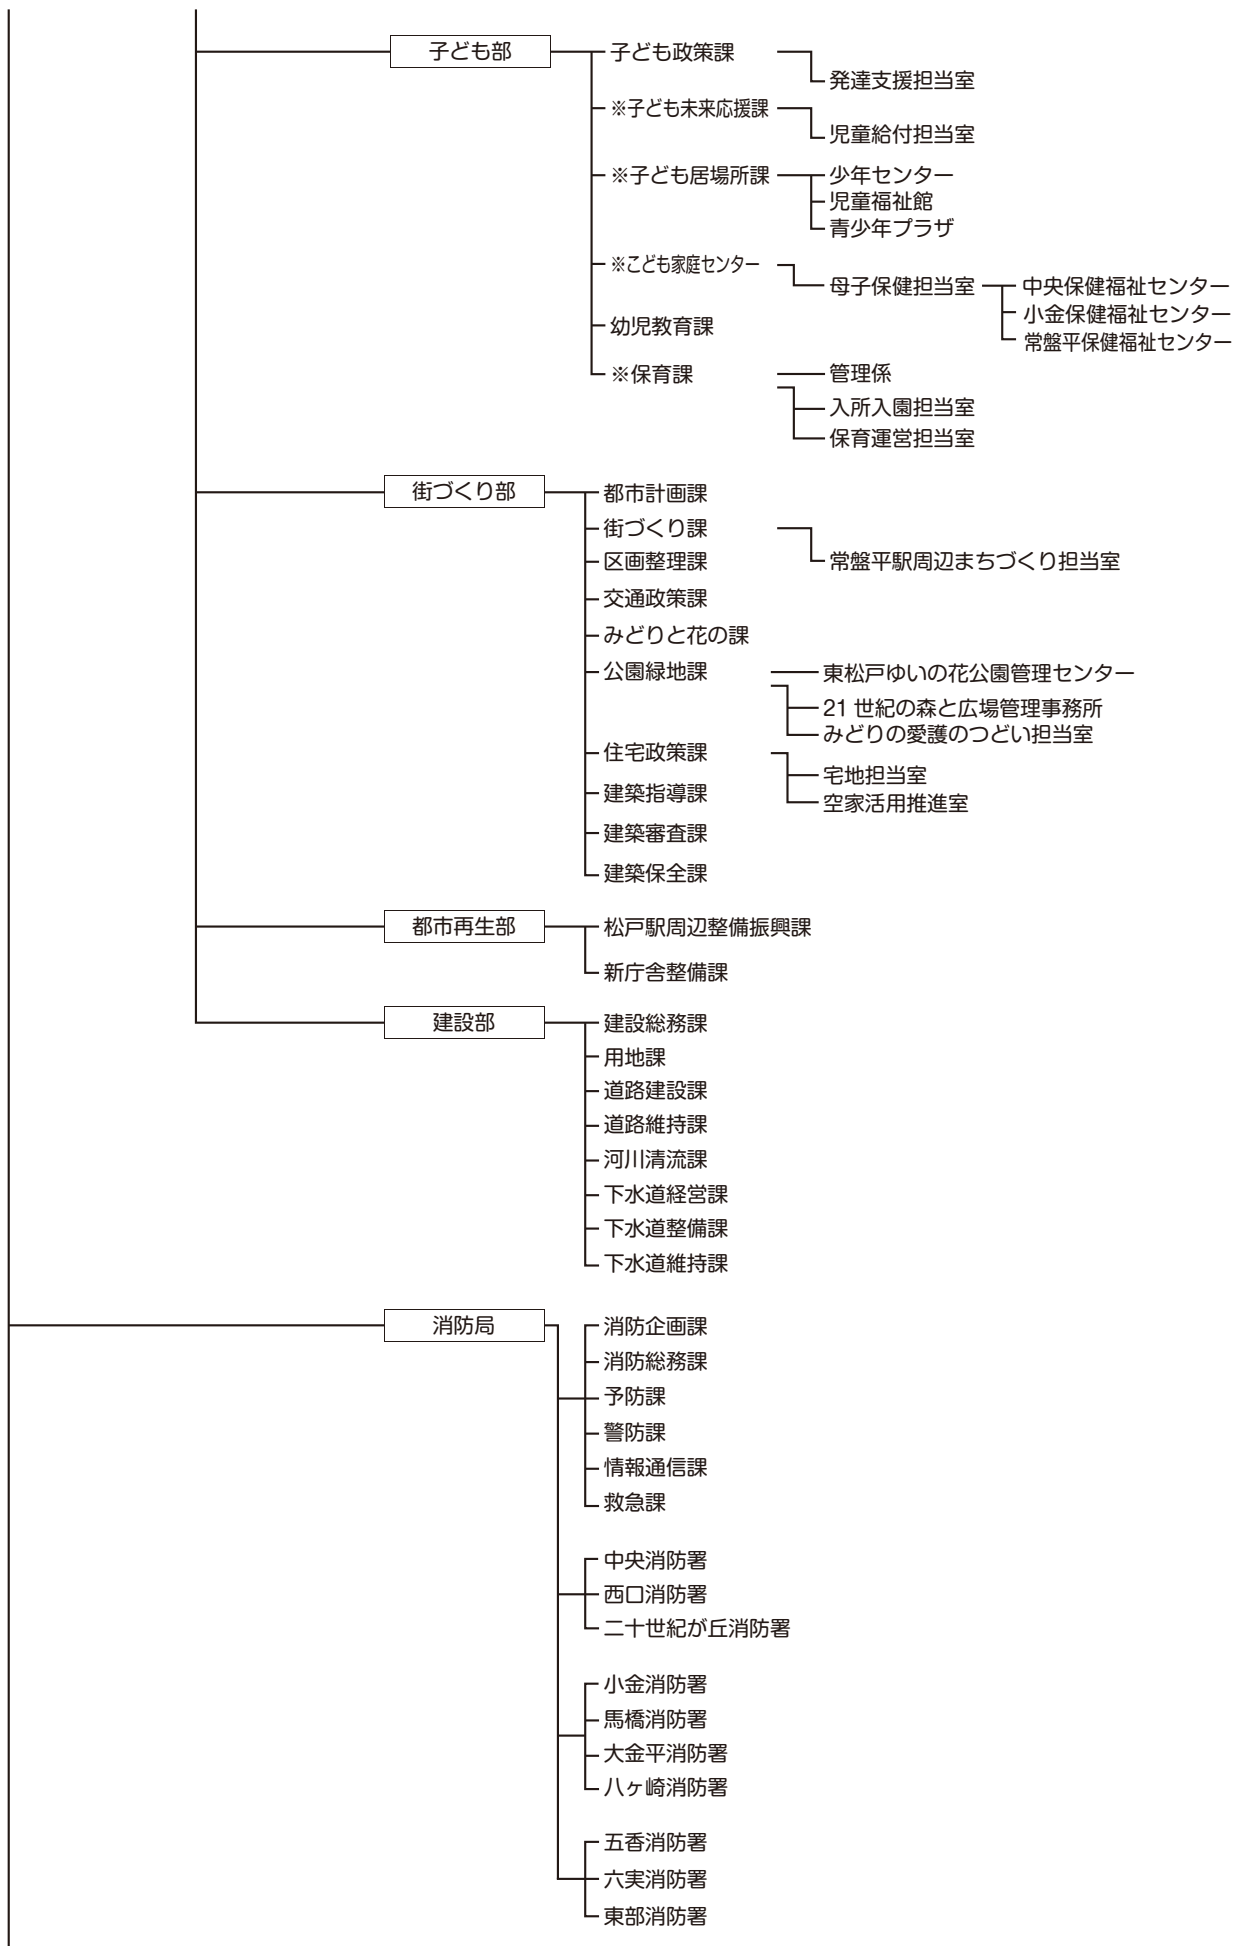 子ども部
子ども政策課
発達支援担当室
※子ども未来応援課
児童給付担当室
※子ども居場所課
少年センター
児童福祉館
青少年プラザ
※こども家庭センター
母子保健担当室
中央保健福祉センター
小金保健福祉センター
常盤平保健福祉センター
幼児教育課
※保育課
管理係
入所入園担当室
保育運営担当室
街づくり部
都市計画課
街づくり課
常盤平駅周辺まちづくり担当室
区画整理課
交通政策課
みどりと花の課
公園緑地課
東松戸ゆいの花公園管理センター
21世紀の森と広場管理事務所
みどりの愛護のつどい担当室
住宅政策課
宅地担当室
空家活用推進室
建築指導課
建築審査課
建築保全課
都市再生部
松戸駅周辺整備振興課
新庁舎整備課
建設部
建設総務課
用地課
道路建設課
道路維持課
河川清流課
下水道経営課
下水道整備課
下水道維持課
消防局
消防企画課
消防総務課
予防課
警防課
情報通信課
救急課
中央消防署
西口消防署
二十世紀が丘消防署
小金消防署
馬橋消防署
大金平消防署
八ヶ崎消防署
五香消防署
六実消防署
東部消防署